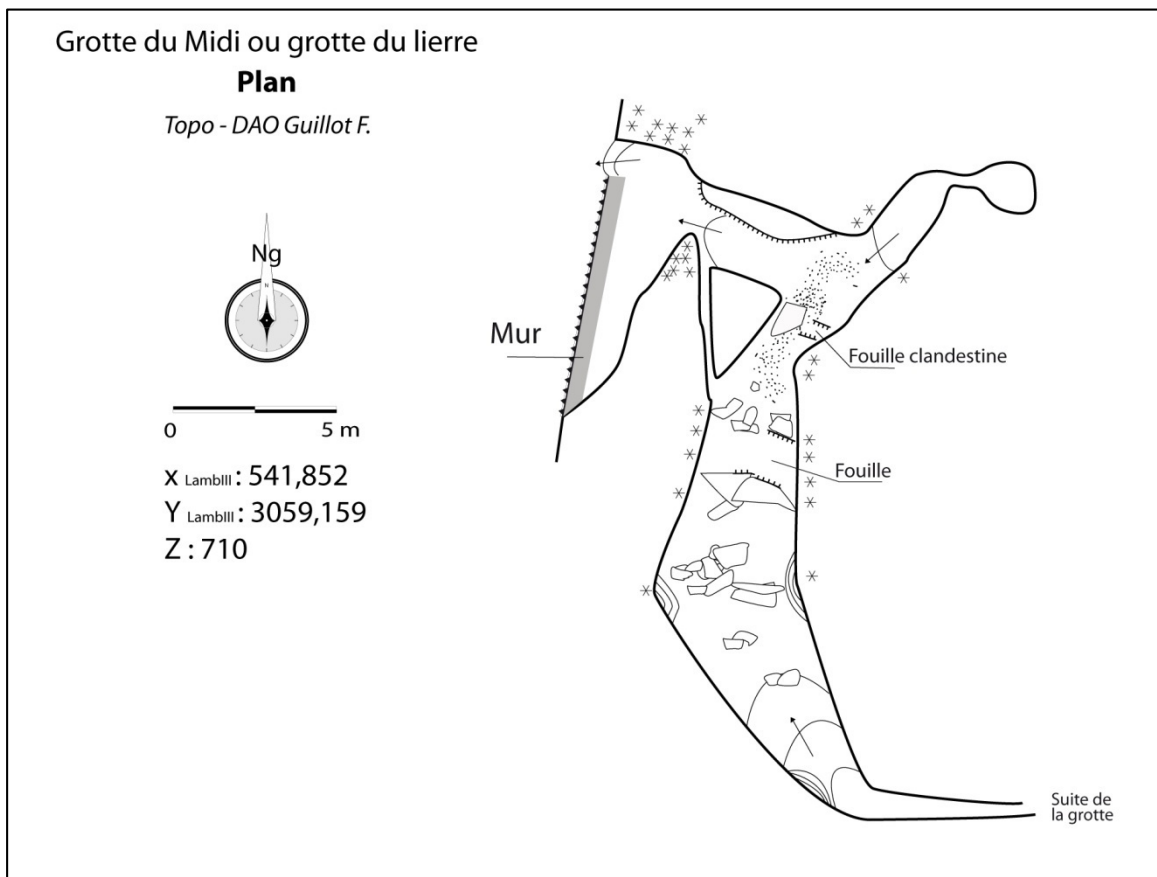 Grotte du Midi ou grotte du lierre
Plan
Topo - DAO Guillot F.
Ng
N
Mur
Fouille clandestine
0 5 m
Fouille
x LambIII : 541,852
Y LambIII : 3059,159
Z : 710
Suite de
la grotte